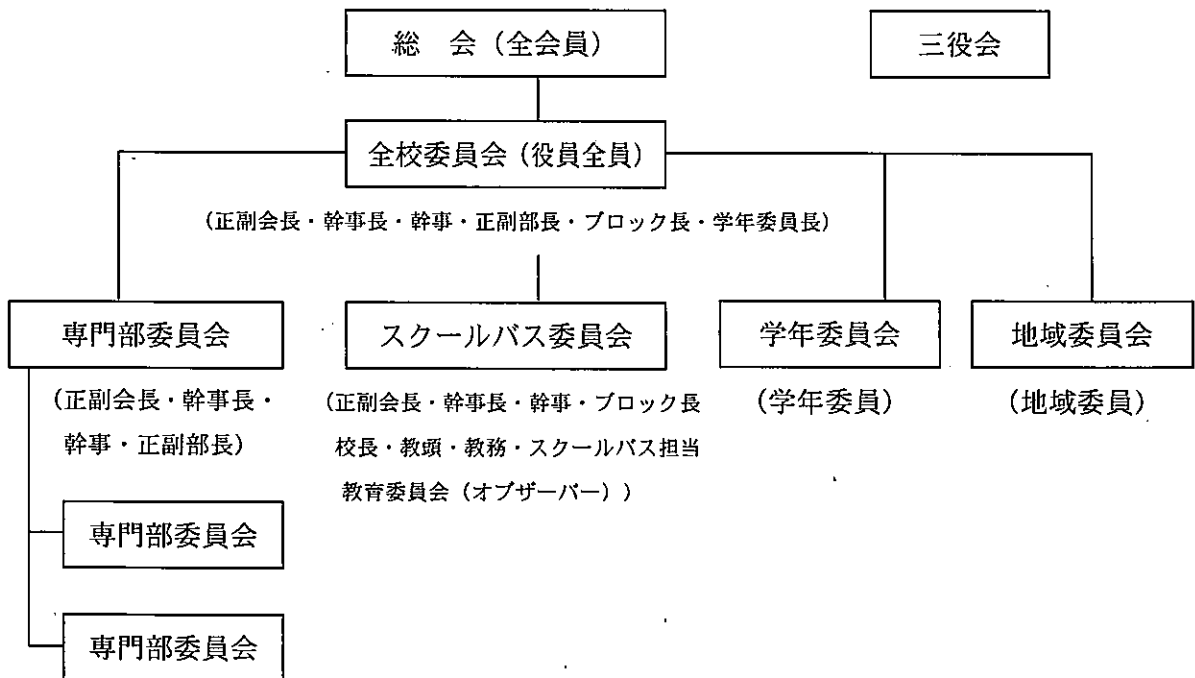 総　会（全会員）
三役会
全校委員会（役員全員）
（正副会長・幹事長・幹事・正副部長・ブロック長・学年委員長）
専門部委員会
スクールバス委員会
学年委員会
地域委員会
（正副会長・幹事長・
幹事・正副部長）
（正副会長・幹事長・幹事・ブロック長
校長・教頭・教務・スクールバス担当
教育委員会（オブザーバー））
（学年委員）
（地域委員）
専門部委員会
専門部委員会